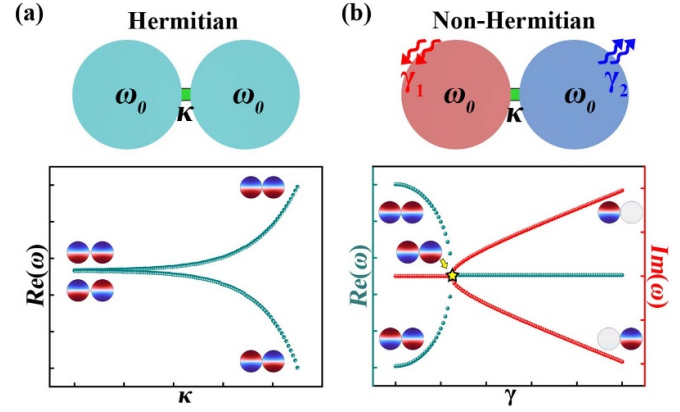 (a)
Hermitian
ω₀
ω₀
κ
Re(ω)
κ
(b)
Non-Hermitian
γ₁
ω₀
ω₀
γ₂
κ
Re(ω)
Im(ω)
γ